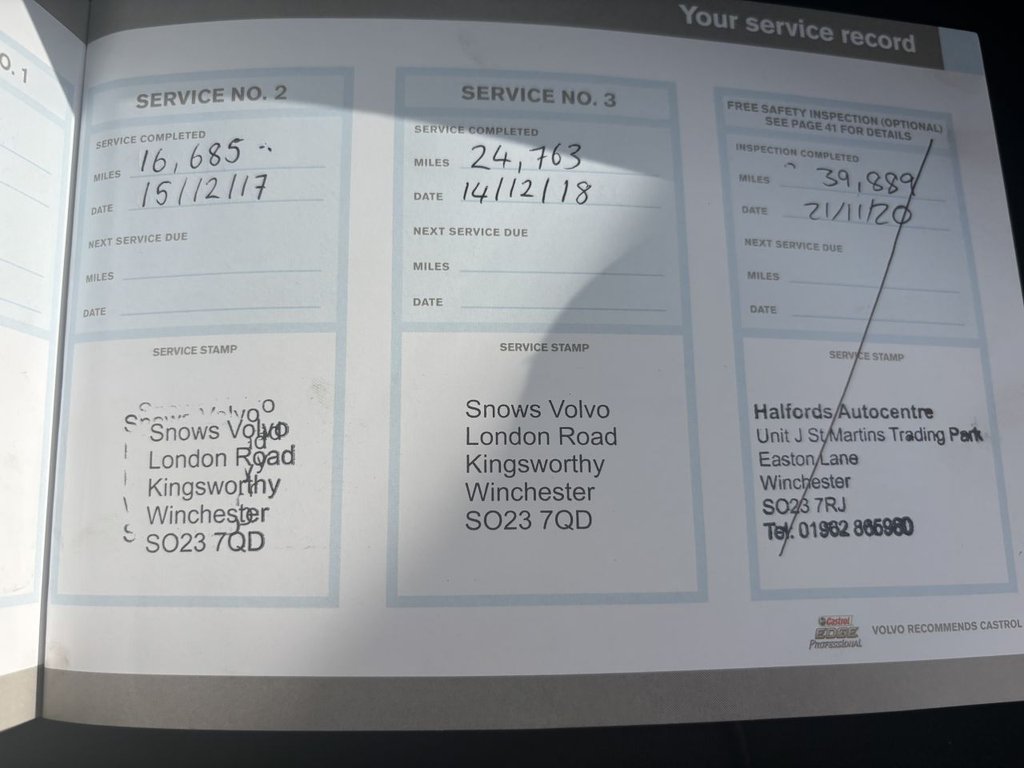 Your service record
O. 1
SERVICE NO. 2
SERVICE COMPLETED
MILES 16,685
DATE 15/12/17
NEXT SERVICE DUE
MILES
DATE
SERVICE STAMP
Snows Volvo
London Road
Kingsworthy
Winchester
SO23 7QD
SERVICE NO. 3
SERVICE COMPLETED
MILES 24,763
DATE 14/12/18
NEXT SERVICE DUE
MILES
DATE
SERVICE STAMP
Snows Volvo
London Road
Kingsworthy
Winchester
SO23 7QD
FREE SAFETY INSPECTION (OPTIONAL)
SEE PAGE 41 FOR DETAILS
INSPECTION COMPLETED
MILES 39,889
DATE 21/11/20
NEXT SERVICE DUE
MILES
DATE
SERVICE STAMP
Halfords Autocentre
Unit J St Martins Trading Park
Easton Lane
Winchester
SO23 7RJ
Tel. 01962 865960
Castrol
EDGE
Professional
VOLVO RECOMMENDS CASTROL